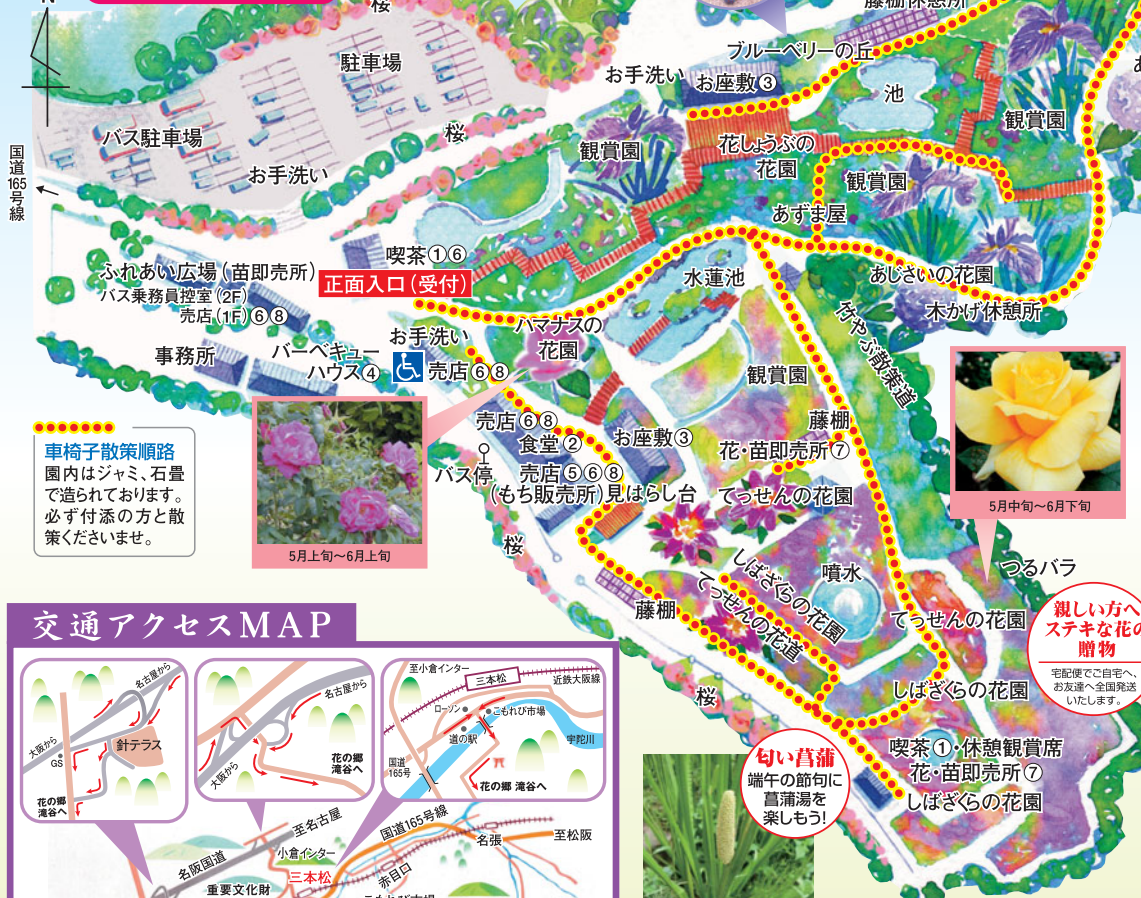 N
桜
藤棚休憩所
駐車場
ブルーベリーの丘
お手洗い
お座敷③
池
バス駐車場
桜
観賞園
花しょうぶの
花園
観賞園
お手洗い
観賞園
国道165号線
あずま屋
喫茶①⑥
正面入口(受付)
ふれあい広場(苗即売所)
バス乗務員控室(2F)
売店(1F)⑥⑧
水蓮池
あじさいの花園
木かげ休憩所
お手洗い
ハマナスの
花園
竹やぶ散策道
事務所
バーベキュー
ハウス④
売店⑥⑧
観賞園
売店⑥⑧
食堂②
お座敷③
藤棚
花・苗即売所⑦
バス停
売店⑤⑥⑧
(もち販売所)
見はらし台
てっせんの花園
車椅子散策順路
園内はジャミ、石畳
で造られております。
必ず付添の方と散
策くださいませ。
5月上旬〜6月上旬
5月中旬〜6月下旬
桜
しばざくらの花園
噴水
つるバラ
てっせんの花道
てっせんの花園
藤棚
親しい方へ
ステキな花の
贈物
宅配便でご自宅へ、
お友達へ全国発送
いたします。
桜
しばざくらの花園
喫茶①・休憩観賞席
花・苗即売所⑦
しばざくらの花園
匂い菖蒲
端午の節句に
菖蒲湯を
楽しもう!
交通アクセスMAP
名古屋から
大阪から
GS
針テラス
花の郷
滝谷へ
名古屋から
大阪から
花の郷
滝谷へ
至小倉インター
三本松
近鉄大阪線
ローソン
こもれび市場
道の駅
宇陀川
国道
165号
花の郷 滝谷へ
至名古屋
名阪国道
小倉インター
国道165号線
名張
至松阪
三本松
赤目口
重要文化財